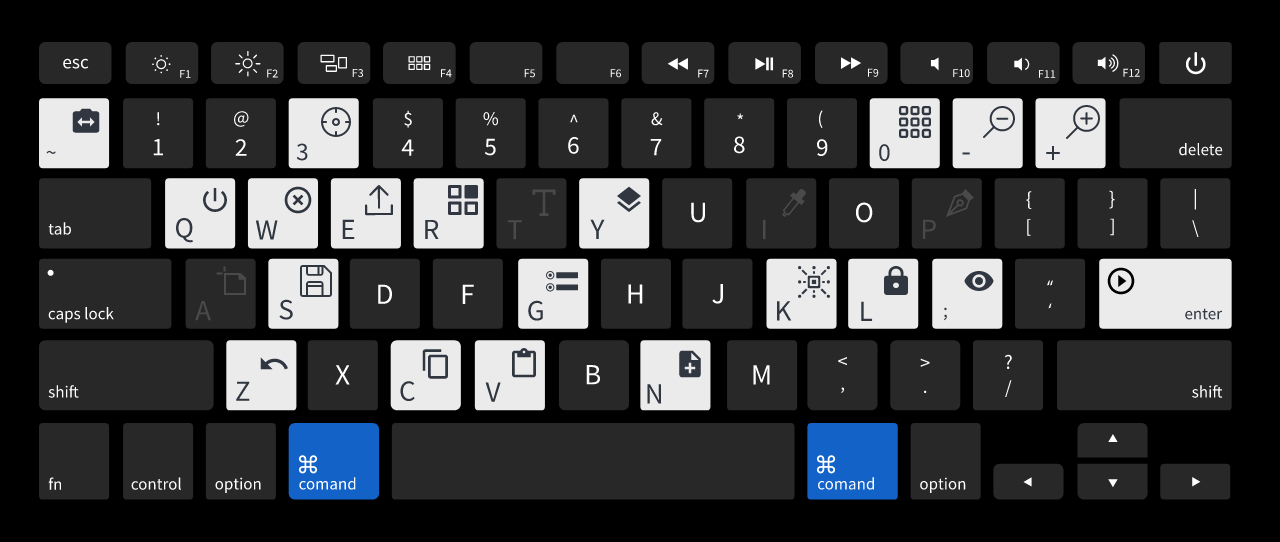 esc F1 F2 F3 F4 F5 F6 F7 F8 F9 F10 F11 F12
~ ! 1 @ 2 3 $ 4 % 5 ^ 6 & 7 * 8 ( 9 0 - + delete
tab Q W E R T Y U I O P { [ } ] | \
caps lock A S D F G H J K L ; “ ‘ enter
shift Z X C V B N M < , > . ? / shift
fn control option ⌘ comand ⌘ comand option